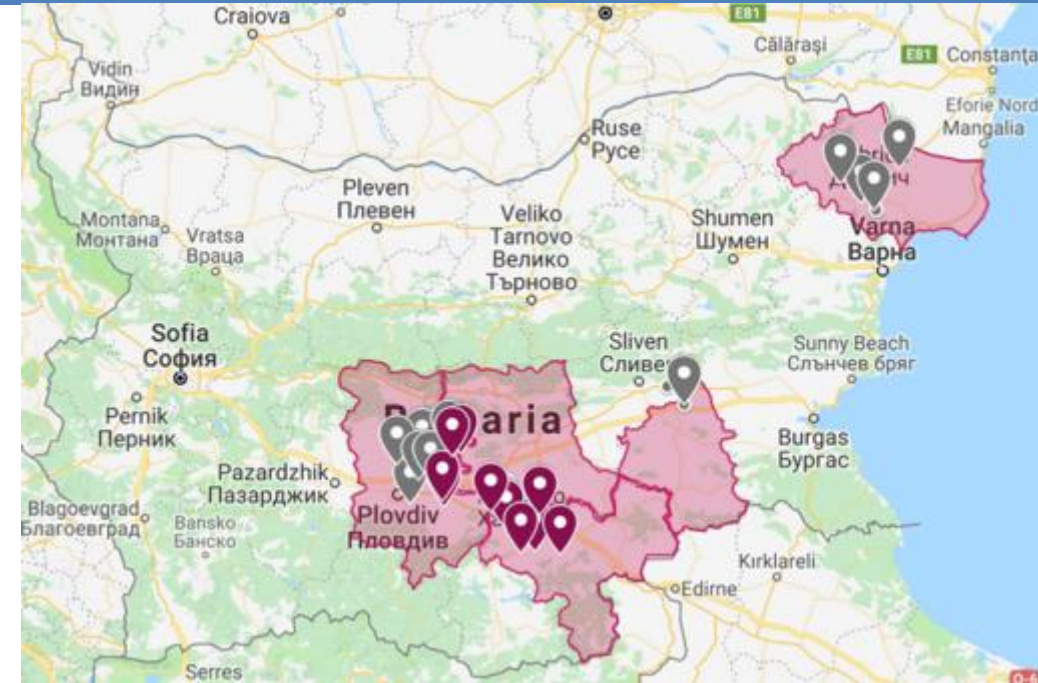 Craiova
E81
Călărași
E81
Constanța
Vidin
Видин
Eforie Nord
Mangalia
Ruse
Русе
Pleven
Плевен
Montana
Монтана
Vratsa
Враца
Veliko
Tarnovo
Велико
Търново
Shumen
Шумен
Varna
Варна
Sofia
София
Sliven
Sunny Beach
Слънчев бряг
Pernik
Перник
aria
Burgas
Бургас
Pazardzhik
Пазарджик
Blagoevgrad
Благоевград
Bansko
Банско
Plovdiv
Пловдив
Kırklareli
Edirne
Serres